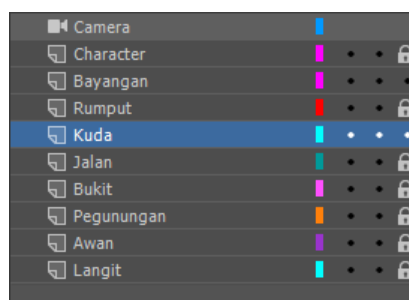 Camera
Character
Bayangan
Rumput
Kuda
Jalan
Bukit
Pegunungan
Awan
Langit